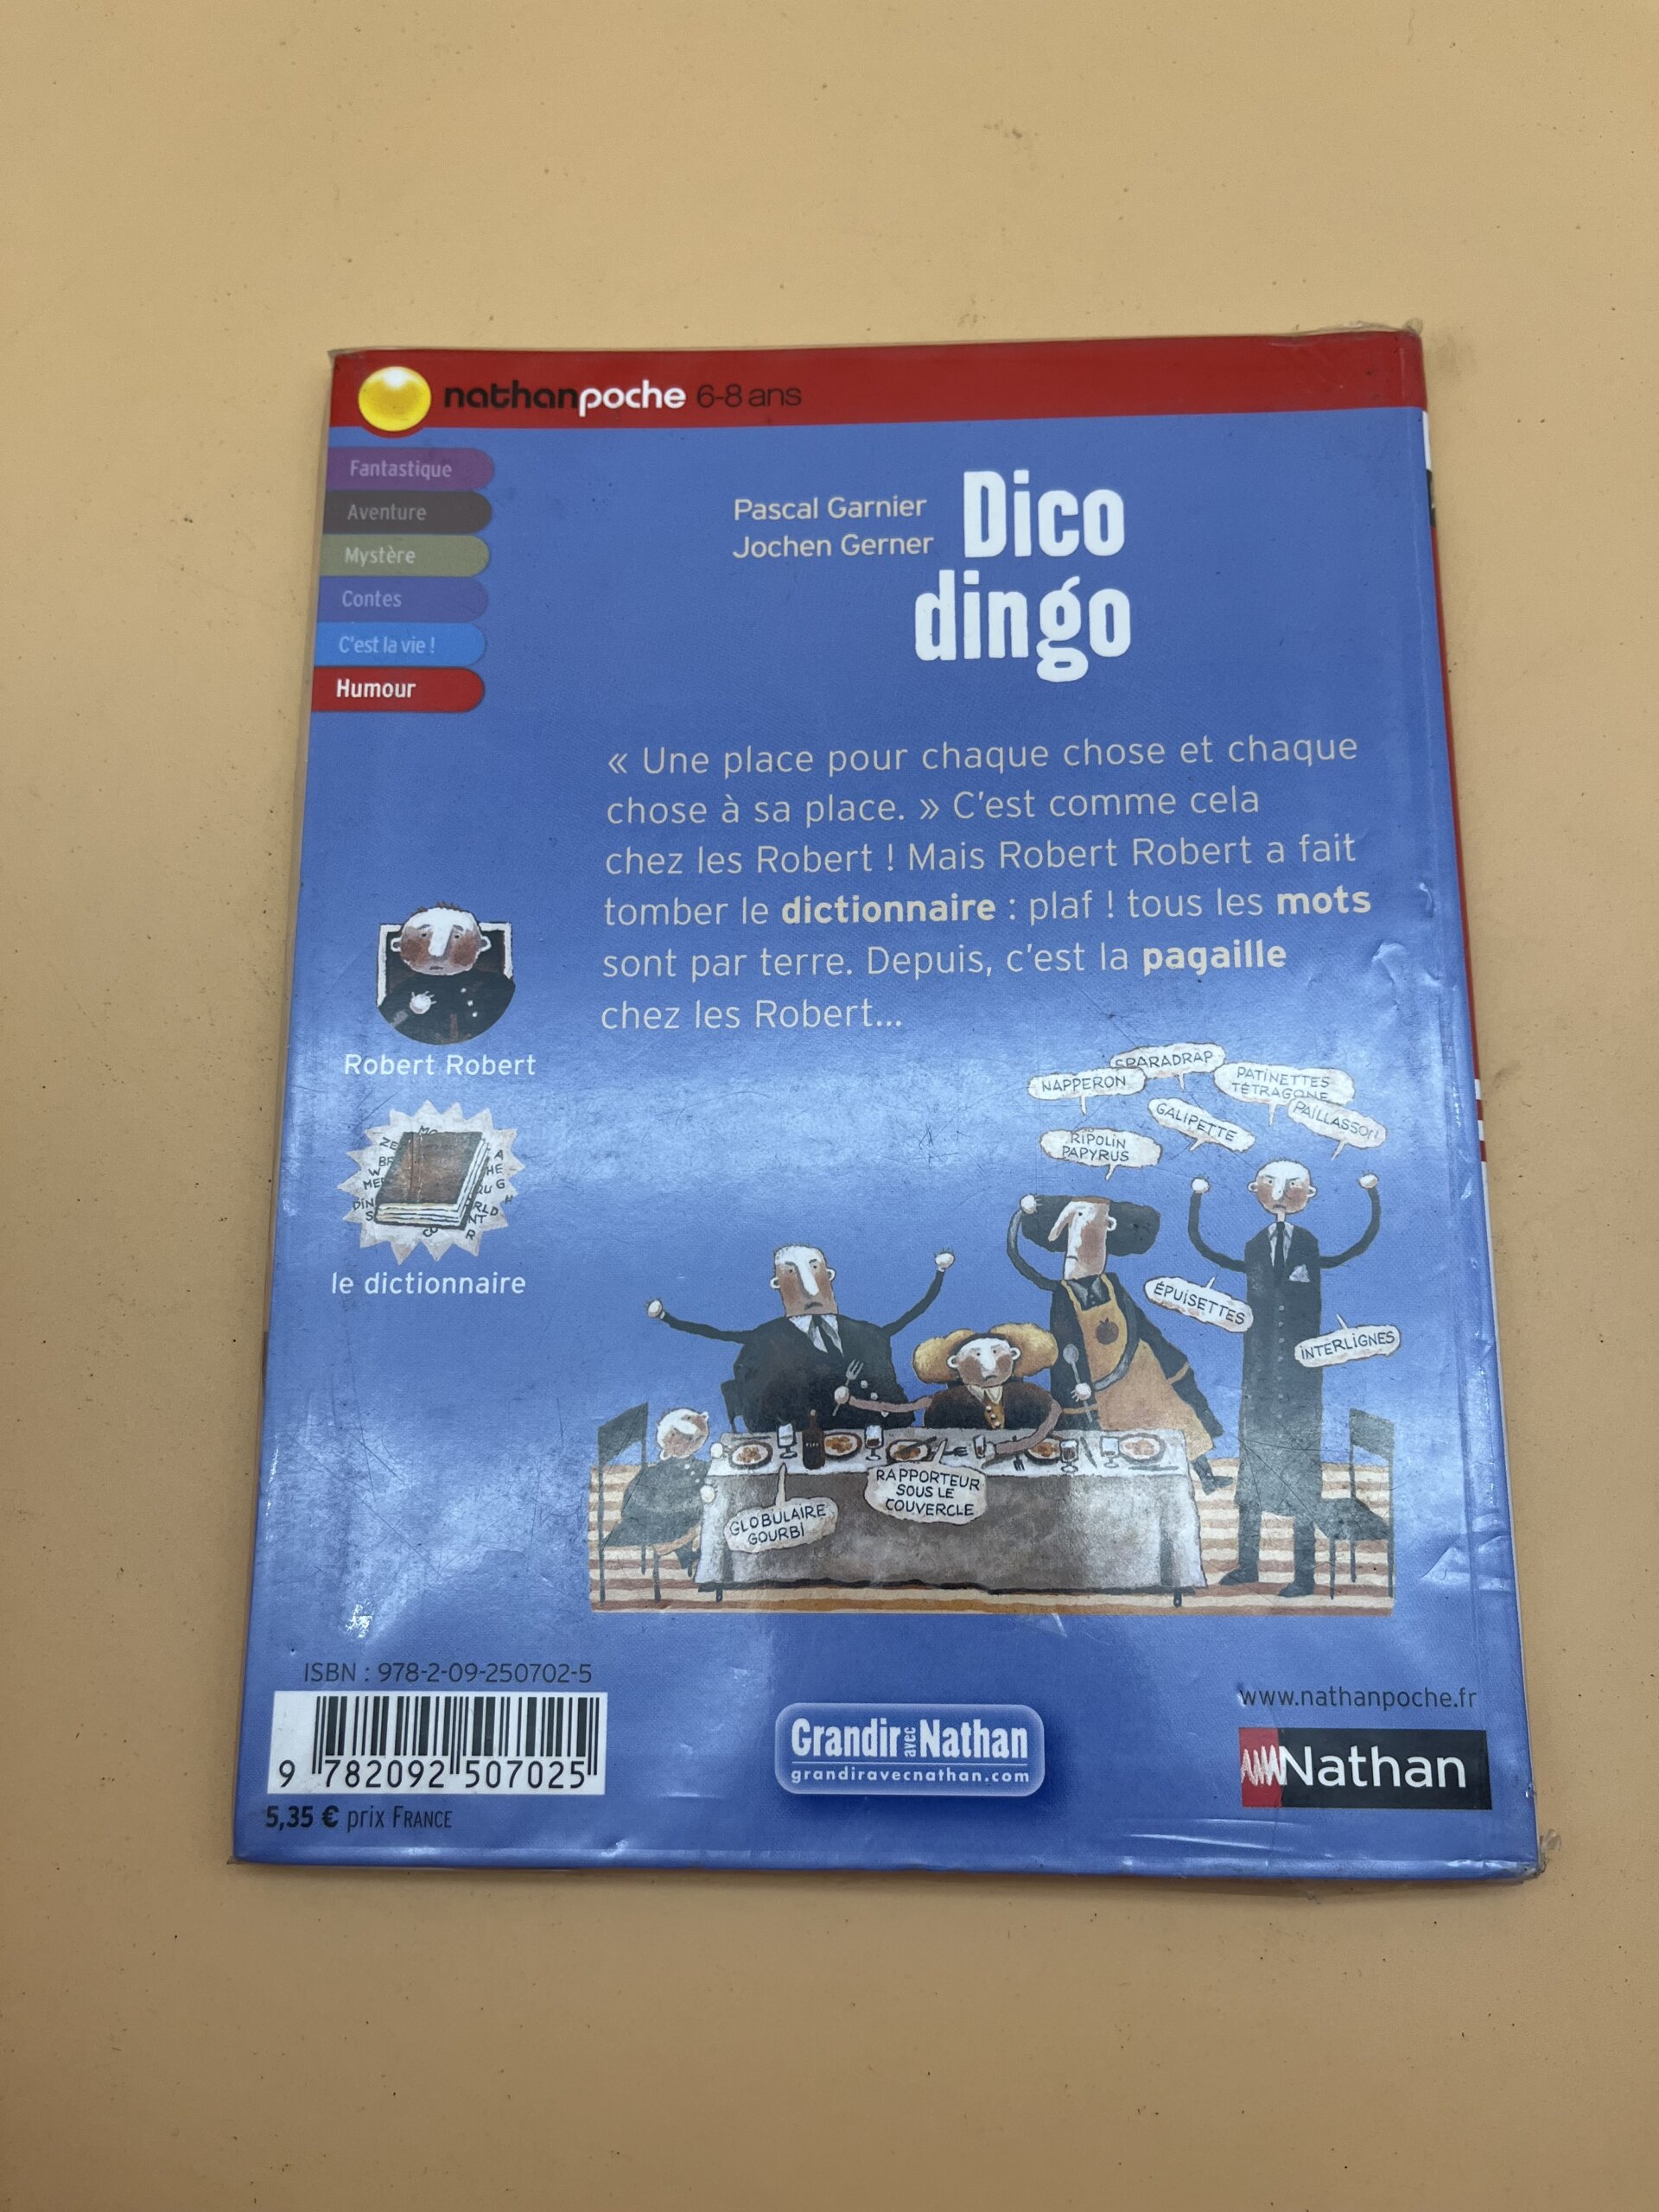 nathanpoche 6-8 ans
Fantastique
Aventure
Mystère
Contes
C'est la vie !
Humour
Pascal Garnier
Jochen Gerner
Dico
dingo
« Une place pour chaque chose et chaque
chose à sa place. » C'est comme cela
chez les Robert ! Mais Robert Robert a fait
tomber le dictionnaire : plaf ! tous les mots
sont par terre. Depuis, c'est la pagaille
chez les Robert...
Robert Robert
le dictionnaire
SPARADRAP
NAPPERON
PATINETTES
TÉTRAGONE
PAILLASSON
GALIPETTE
RIPOLIN
PAPYRUS
ÉPUISETTES
INTERLIGNES
RAPPORTEUR
SOUS LE
COUVERCLE
GLOBULAIRE
GOURBI
ISBN : 978-2-09-250702-5
9 782092 507025
5,35 € prix FRANCE
Grandir avec Nathan
grandiravecnathan.com
www.nathanpoche.fr
Nathan